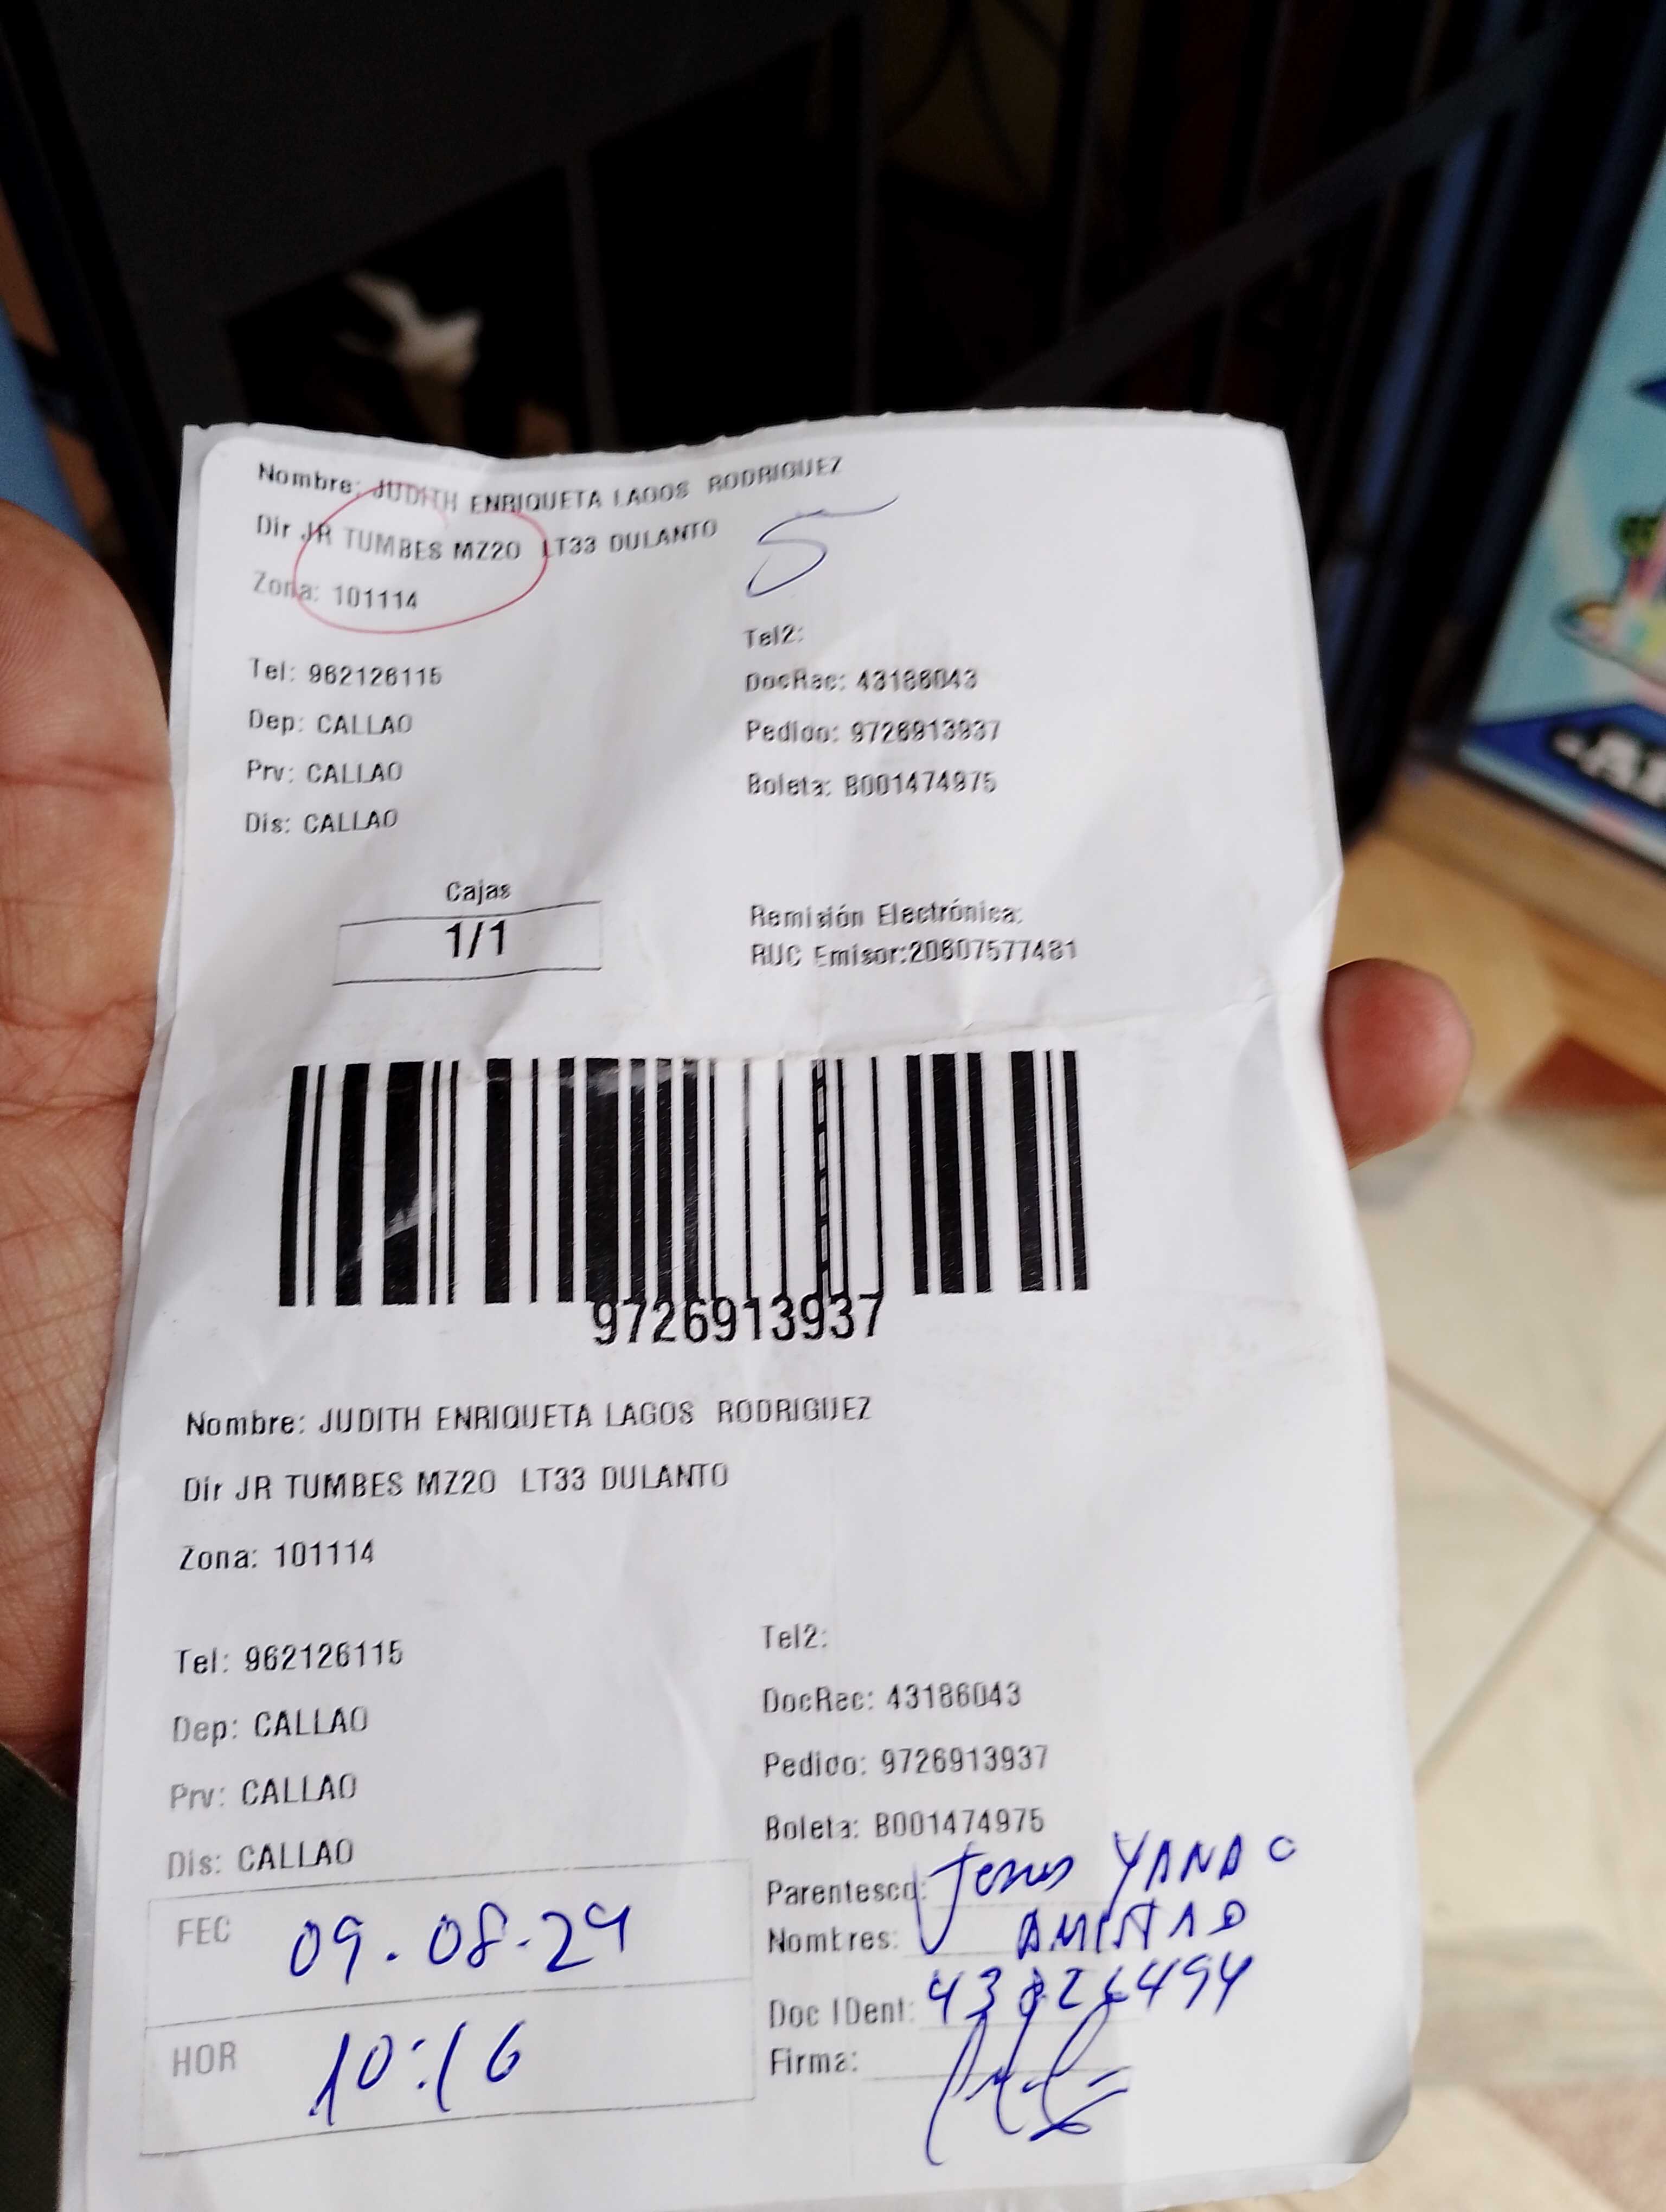 Nombre: JUDITH ENRIQUETA LAGOS RODRIGUEZ
Dir JR TUMBES MZ20 LT33 DULANTO
5
Zona: 101114
Tel2:
Tel: 962126115
DocRec: 43186043
Dep: CALLAO
Pedido: 9726913937
Prv: CALLAO
Boleta: B001474975
Dis: CALLAO
Cajas
1/1
Remisión Electrónica:
RUC Emisor:20607577481
9726913937
Nombre: JUDITH ENRIQUETA LAGOS RODRIGUEZ
Dir JR TUMBES MZ20 LT33 DULANTO
Zona: 101114
Tel: 962126115
Tel2:
Dep: CALLAO
DocRec: 43186043
Prv: CALLAO
Pedido: 9726913937
Dis: CALLAO
Boleta: B001474975
Parentesco: Jesus YANAC
Nombres:
FEC 09.08.24
Doc IDent:
HOR 10:16
Firma: